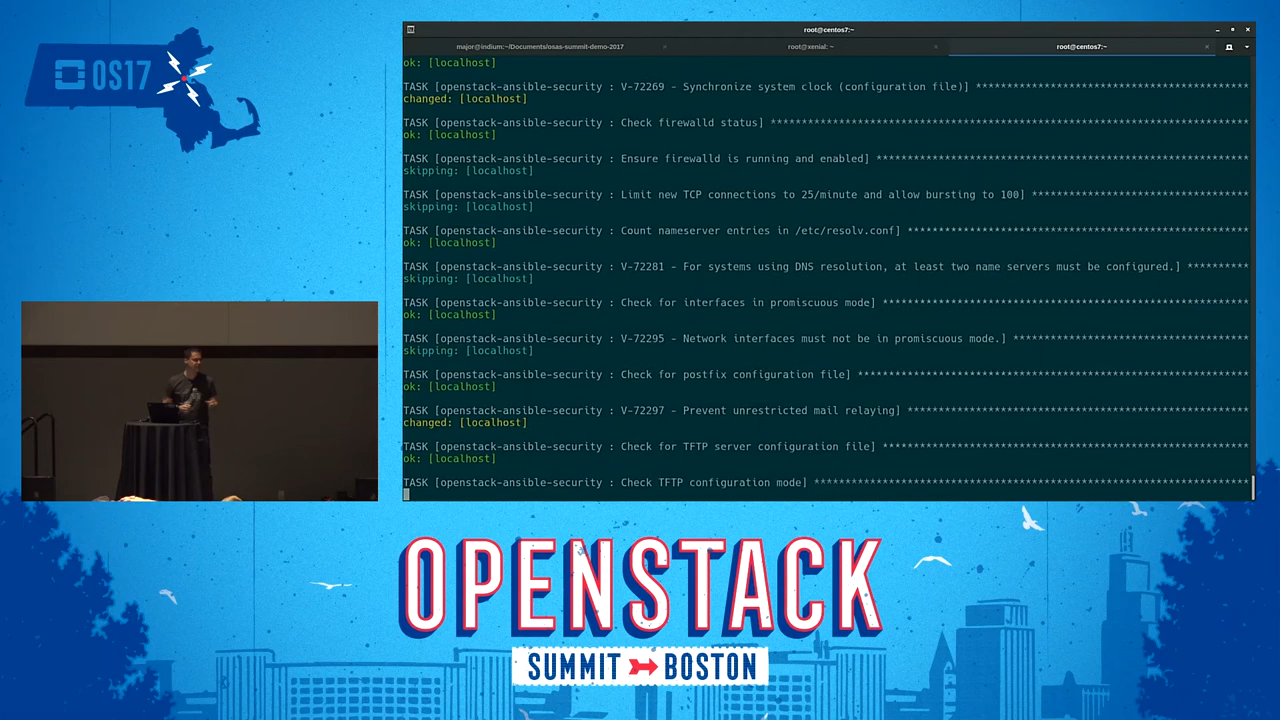 OS17
root@centos7:~
major@indium:~/Documents/osas-summit-demo-2017
root@xenial: ~
root@centos7:~
ok: [localhost]
TASK [openstack-ansible-security : V-72269 - Synchronize system clock (configuration file)] ********************************************
changed: [localhost]
TASK [openstack-ansible-security : Check firewalld status] *****************************************************************************
ok: [localhost]
TASK [openstack-ansible-security : Ensure firewalld is running and enabled] ************************************************************
skipping: [localhost]
TASK [openstack-ansible-security : Limit new TCP connections to 25/minute and allow bursting to 100] ***********************************
skipping: [localhost]
TASK [openstack-ansible-security : Count nameserver entries in /etc/resolv.conf] *******************************************************
ok: [localhost]
TASK [openstack-ansible-security : V-72281 - For systems using DNS resolution, at least two name servers must be configured.] **********
skipping: [localhost]
TASK [openstack-ansible-security : Check for interfaces in promiscuous mode] ***********************************************************
ok: [localhost]
TASK [openstack-ansible-security : V-72295 - Network interfaces must not be in promiscuous mode.] **************************************
skipping: [localhost]
TASK [openstack-ansible-security : Check for postfix configuration file] ***************************************************************
ok: [localhost]
TASK [openstack-ansible-security : V-72297 - Prevent unrestricted mail relaying] *******************************************************
changed: [localhost]
TASK [openstack-ansible-security : Check for TFTP server configuration file] ***********************************************************
ok: [localhost]
TASK [openstack-ansible-security : Check TFTP configuration mode] **********************************************************************
OPENSTACK
SUMMIT BOSTON